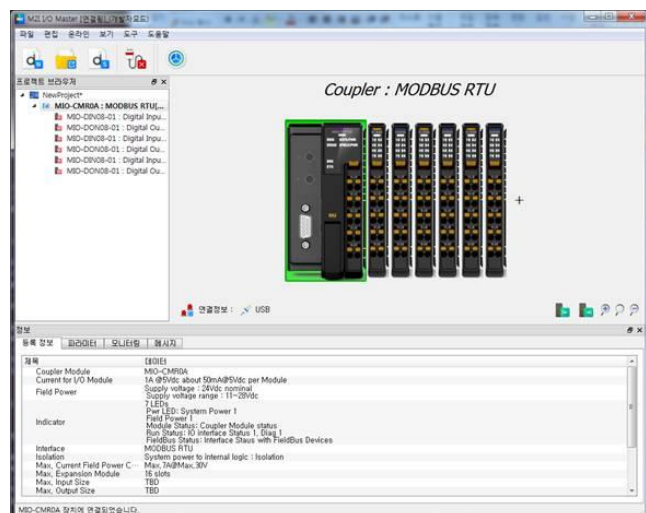 M2I I/O Master [연결됨]_(개발자모드)
파일 편집 온라인 보기 도구 도움말
프로젝트 브라우저
NewProject*
MIO-CMR0A : MODBUS RTU(...
MIO-DIN08-01 : Digital Inpu...
MIO-DON08-01 : Digital Ou...
MIO-DIN08-01 : Digital Inpu...
MIO-DON08-01 : Digital Ou...
MIO-DIN08-01 : Digital Inpu...
MIO-DON08-01 : Digital Ou...
Coupler : MODBUS RTU
연결정보 : USB
정보
등록 정보 파라미터 모니터링 메시지
제목 데이터
Coupler Module MIO-CMR0A
Current for I/O Module 1A @5Vdc about 50mA@5Vdc per Module
Field Power Supply voltage : 24Vdc nominal
Supply voltage range : 11~28Vdc
Indicator 7 LEDs
Pwr LED: System Power 1
Field Power 1
Module Status: Coupler Module status
Run Status: IO interface Status 1, Diag 1
FieldBus Status: Interface Staus with FieldBus Devices
Interface MODBUS RTU
Isolation System power to internal logic : Isolation
Max, Current Field Power C... Max, 7A@Max,30V
Max, Expansion Module 16 slots
Max, Input Size TBD
Max, Output Size TBD
MIO-CMR0A 장치에 연결되었습니다.